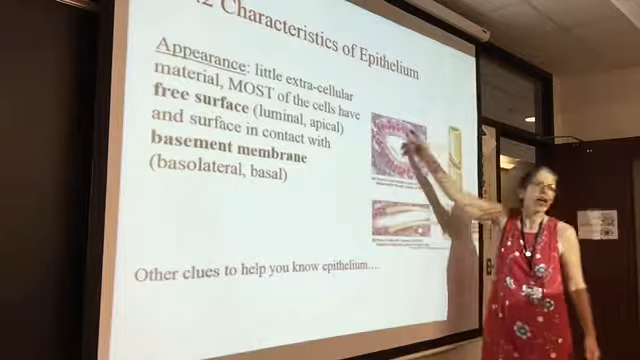 .2 Characteristics of Epithelium
Appearance: little extra-cellular
material, MOST of the cells have
free surface (luminal, apical)
and surface in contact with
basement membrane
(basolateral, basal)
Other clues to help you know epithelium....